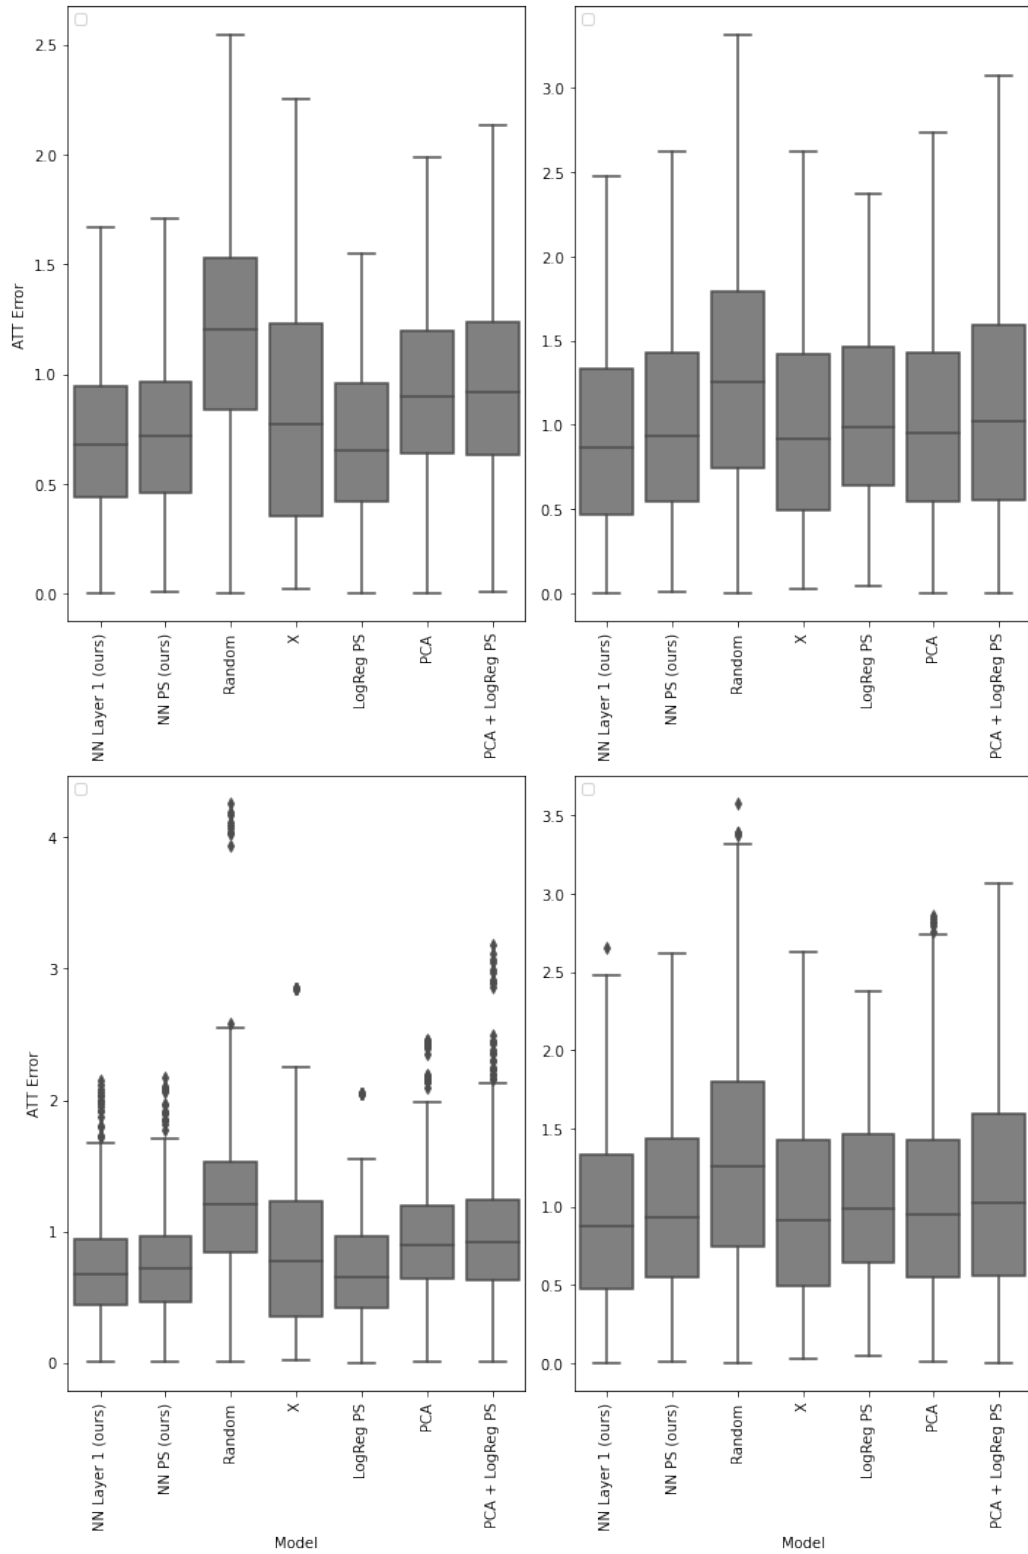 2.5
2.0
1.5
1.0
0.5
0.0
ATT Error
NN Layer 1 (ours)
NN PS (ours)
Random
X
LogReg PS
PCA
PCA + LogReg PS
3.0
2.5
2.0
1.5
1.0
0.5
0.0
NN Layer 1 (ours)
NN PS (ours)
Random
X
LogReg PS
PCA
PCA + LogReg PS
4
3
2
1
0
ATT Error
NN Layer 1 (ours)
NN PS (ours)
Random
X
LogReg PS
PCA
PCA + LogReg PS
Model
3.5
3.0
2.5
2.0
1.5
1.0
0.5
0.0
NN Layer 1 (ours)
NN PS (ours)
Random
X
LogReg PS
PCA
PCA + LogReg PS
Model